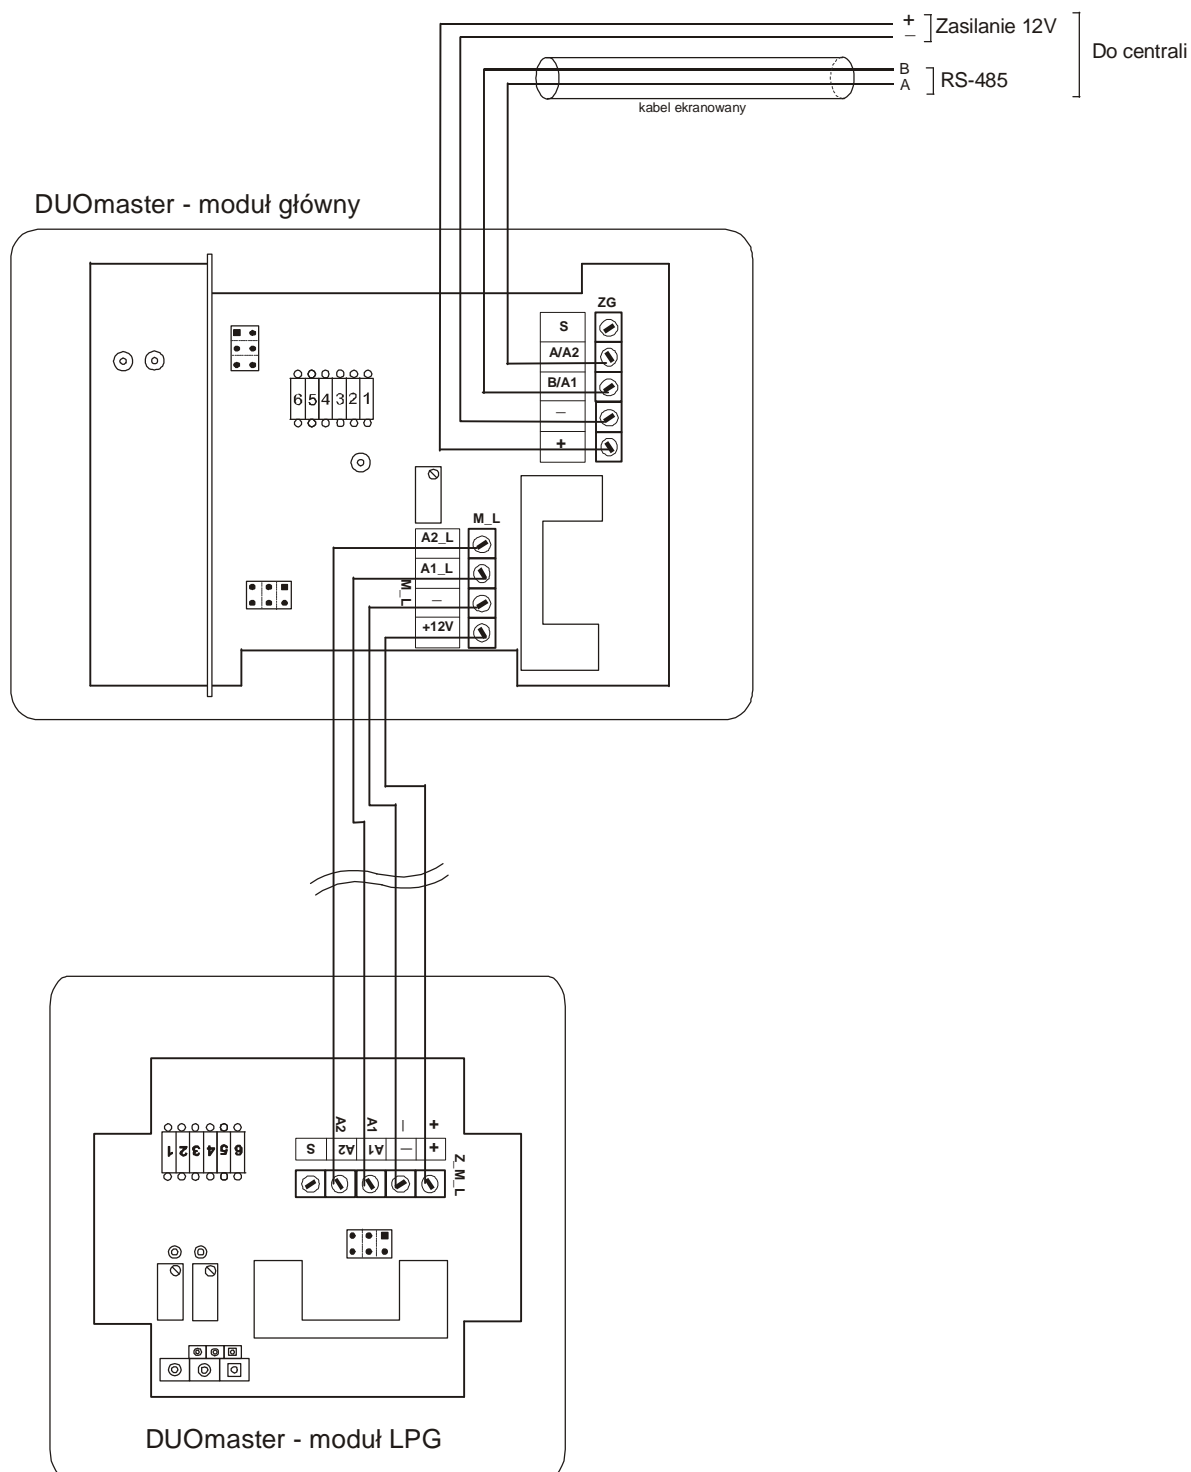 +
–
Zasilanie 12V
Do centrali
B
A
RS-485
kabel ekranowany
DUOmaster - moduł główny
ZG
S
A/A2
B/A1
–
+
6 5 4 3 2 1
M_L
A2_L
A1_L
M_L
–
+12V
A2
A1
–
+
S
A2
A1
–
+
Z_M_L
1 2 3 4 5 6
DUOmaster - moduł LPG